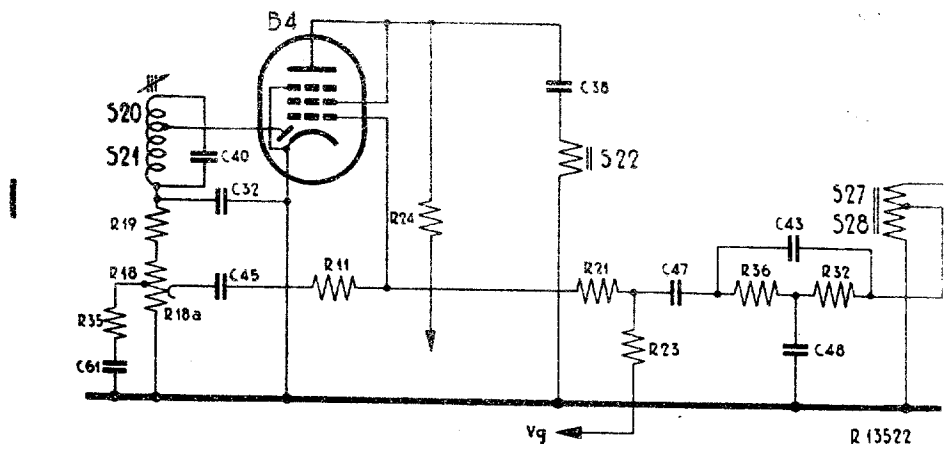 B4
S20
S21
C40
C38
S22
C32
R19
R24
S27
S28
C43
R18
C45
R11
R21
C47
R36
R32
R18a
R35
R23
C48
C61
Vg
R 13522